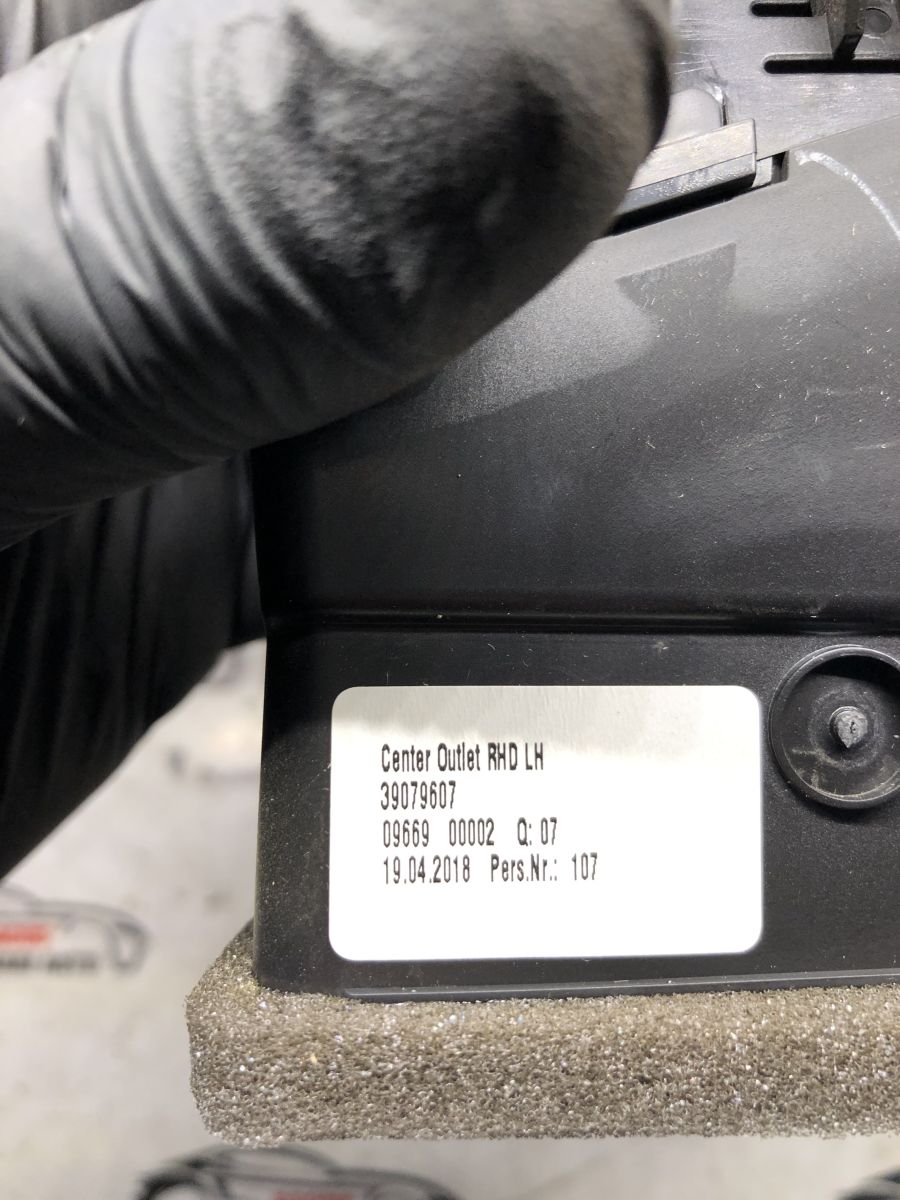 Center Outlet RHD LH
39079607
09669 00002 Q: 07
19.04.2018 Pers.Nr.: 107